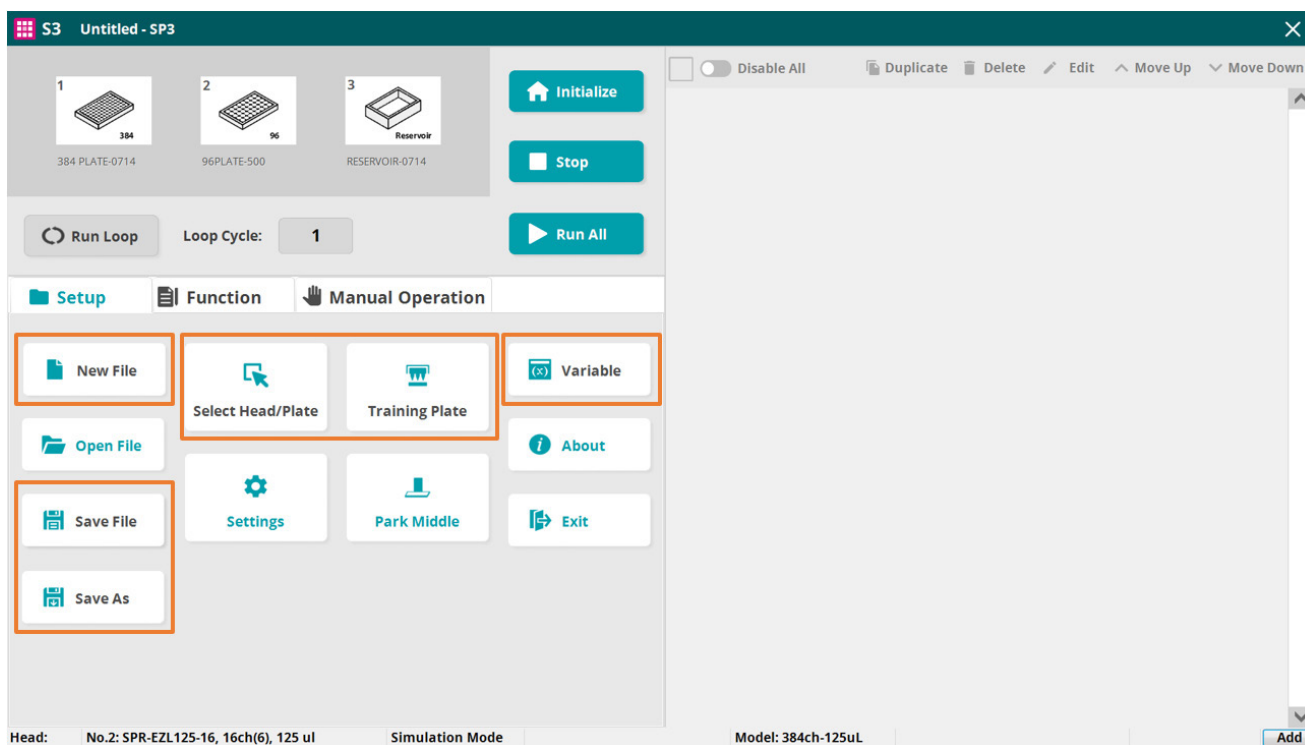 S3 Untitled - SP3
Disable All Duplicate Delete Edit Move Up Move Down
1 2 3
384 96 Reservoir
384 PLATE-0714 96PLATE-500 RESERVOIR-0714
Initialize
Stop
Run Loop Loop Cycle: 1 Run All
Setup Function Manual Operation
New File Select Head/Plate Training Plate (x) Variable
Open File i About
Save File Settings Park Middle Exit
Save As
Head: No.2: SPR-EZL125-16, 16ch(6), 125 ul Simulation Mode Model: 384ch-125uL Add